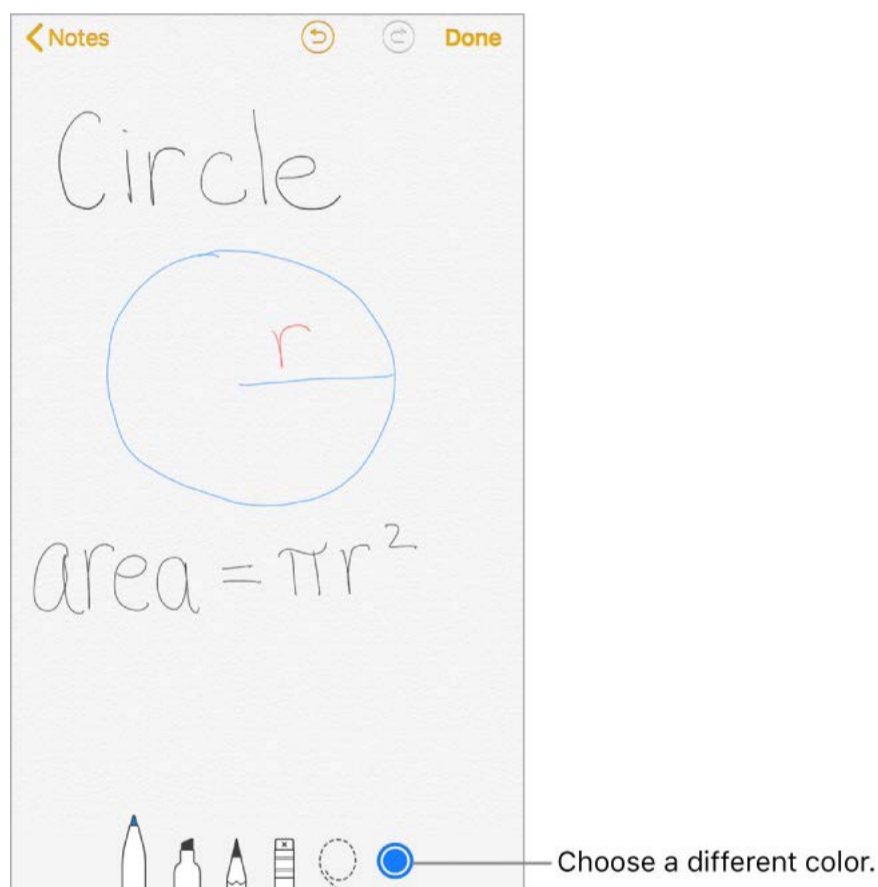 Notes Done
Circle
r
area = πr²
Choose a different color.